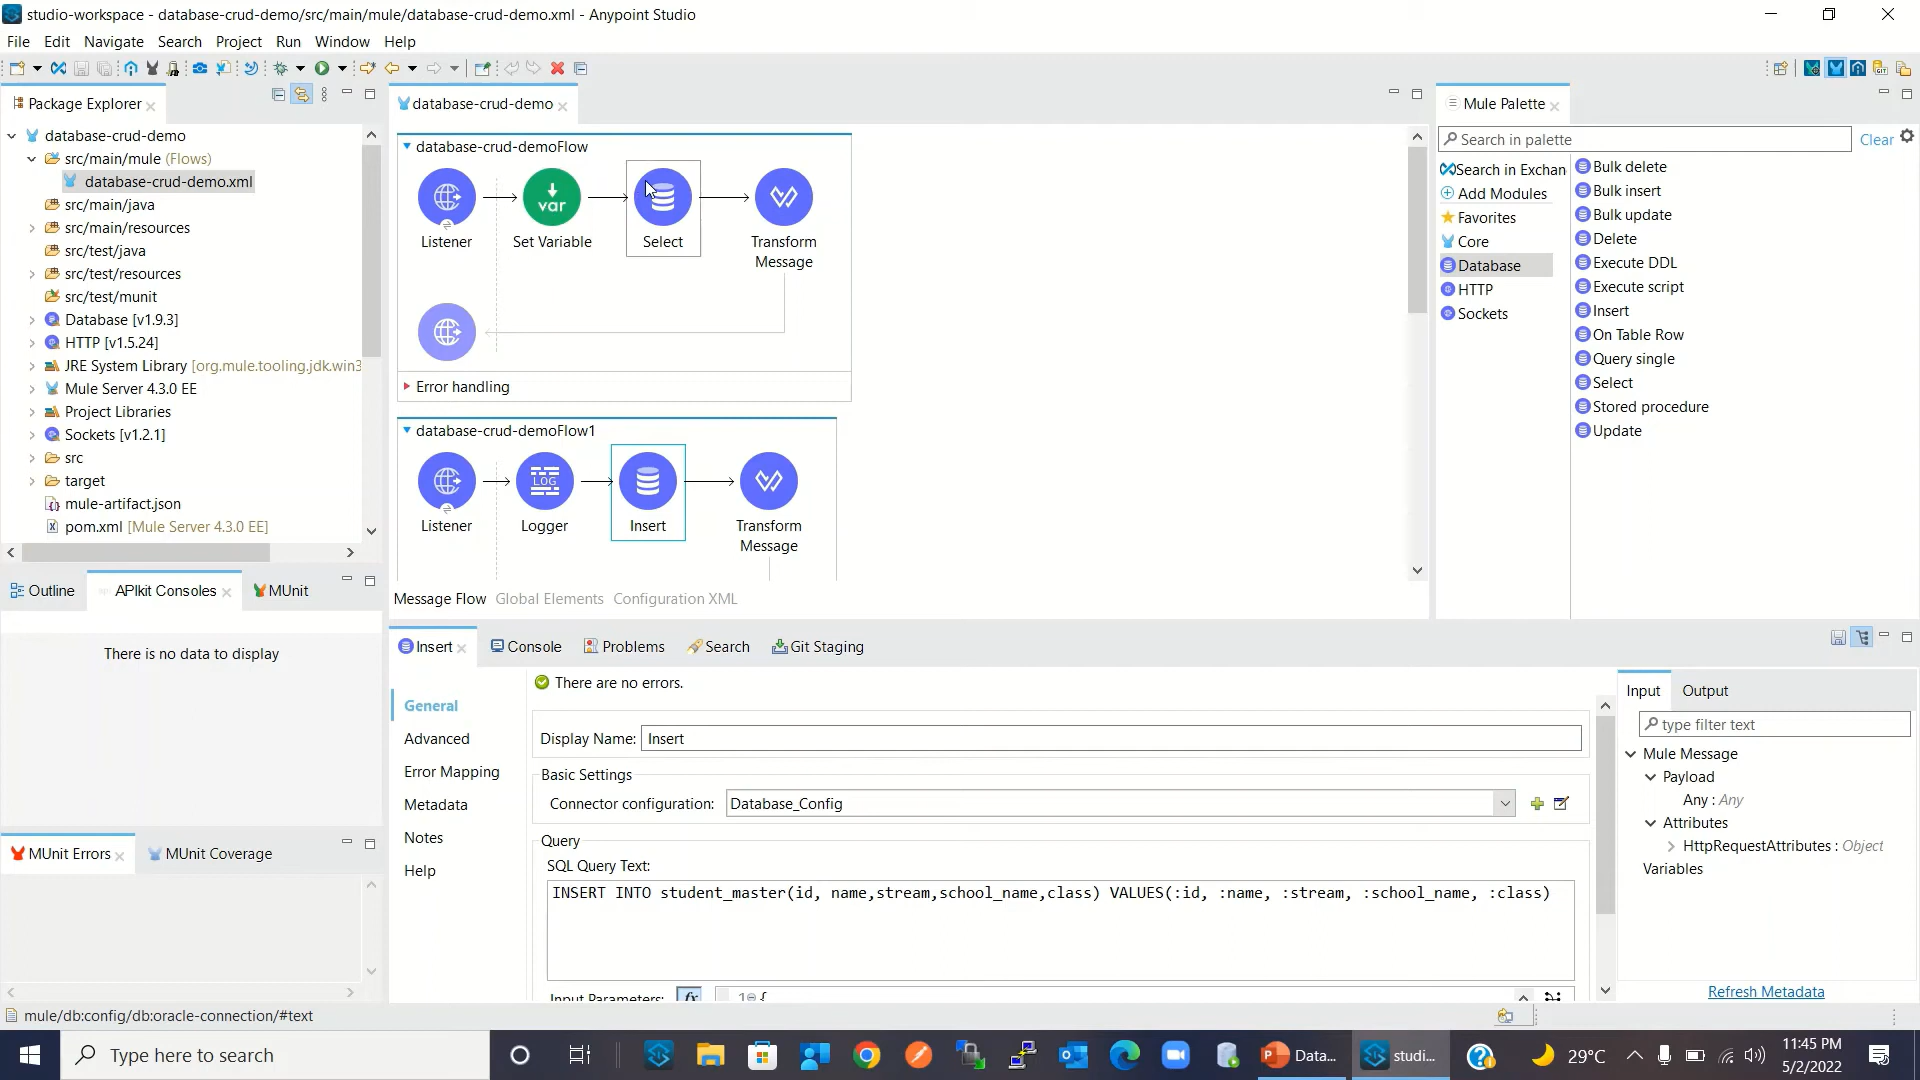 studio-workspace - database-crud-demo/src/main/mule/database-crud-demo.xml - Anypoint Studio
File Edit Navigate Search Project Run Window Help
Package Explorer
database-crud-demo
src/main/mule (Flows)
database-crud-demo.xml
src/main/java
src/main/resources
src/test/java
src/test/resources
src/test/munit
Database [v1.9.3]
HTTP [v1.5.24]
JRE System Library [org.mule.tooling.jdk.win3
Mule Server 4.3.0 EE
Project Libraries
Sockets [v1.2.1]
src
target
mule-artifact.json
pom.xml [Mule Server 4.3.0 EE]
Outline APIkit Consoles MUnit
There is no data to display
MUnit Errors MUnit Coverage
database-crud-demo
database-crud-demoFlow
var
Listener Set Variable Select Transform
Message
Error handling
database-crud-demoFlow1
LOG
Listener Logger Insert Transform
Message
Message Flow Global Elements Configuration XML
Mule Palette
Search in palette Clear
Search in Exchan
Add Modules
Favorites
Core
Database
HTTP
Sockets
Bulk delete
Bulk insert
Bulk update
Delete
Execute DDL
Execute script
Insert
On Table Row
Query single
Select
Stored procedure
Update
Insert Console Problems Search Git Staging
There are no errors.
General
Advanced
Error Mapping
Metadata
Notes
Help
Display Name: Insert
Basic Settings
Connector configuration: Database_Config
Query
SQL Query Text:
INSERT INTO student_master(id, name,stream,school_name,class) VALUES(:id, :name, :stream, :school_name, :class)
Input Parameters: fx 1 {
Input Output
type filter text
Mule Message
Payload
Any : Any
Attributes
HttpRequestAttributes : Object
Variables
Refresh Metadata
mule/db:config/db:oracle-connection/#text
Type here to search
Data...
studi...
29°C
11:45 PM
5/2/2022